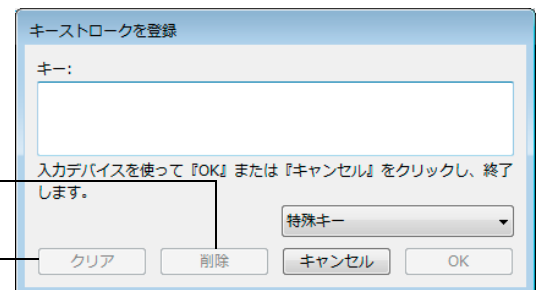 キーストロークを登録
キー:
入力デバイスを使って『OK』または『キャンセル』をクリックし、終了
します。
特殊キー
クリア 削除 キャンセル OK